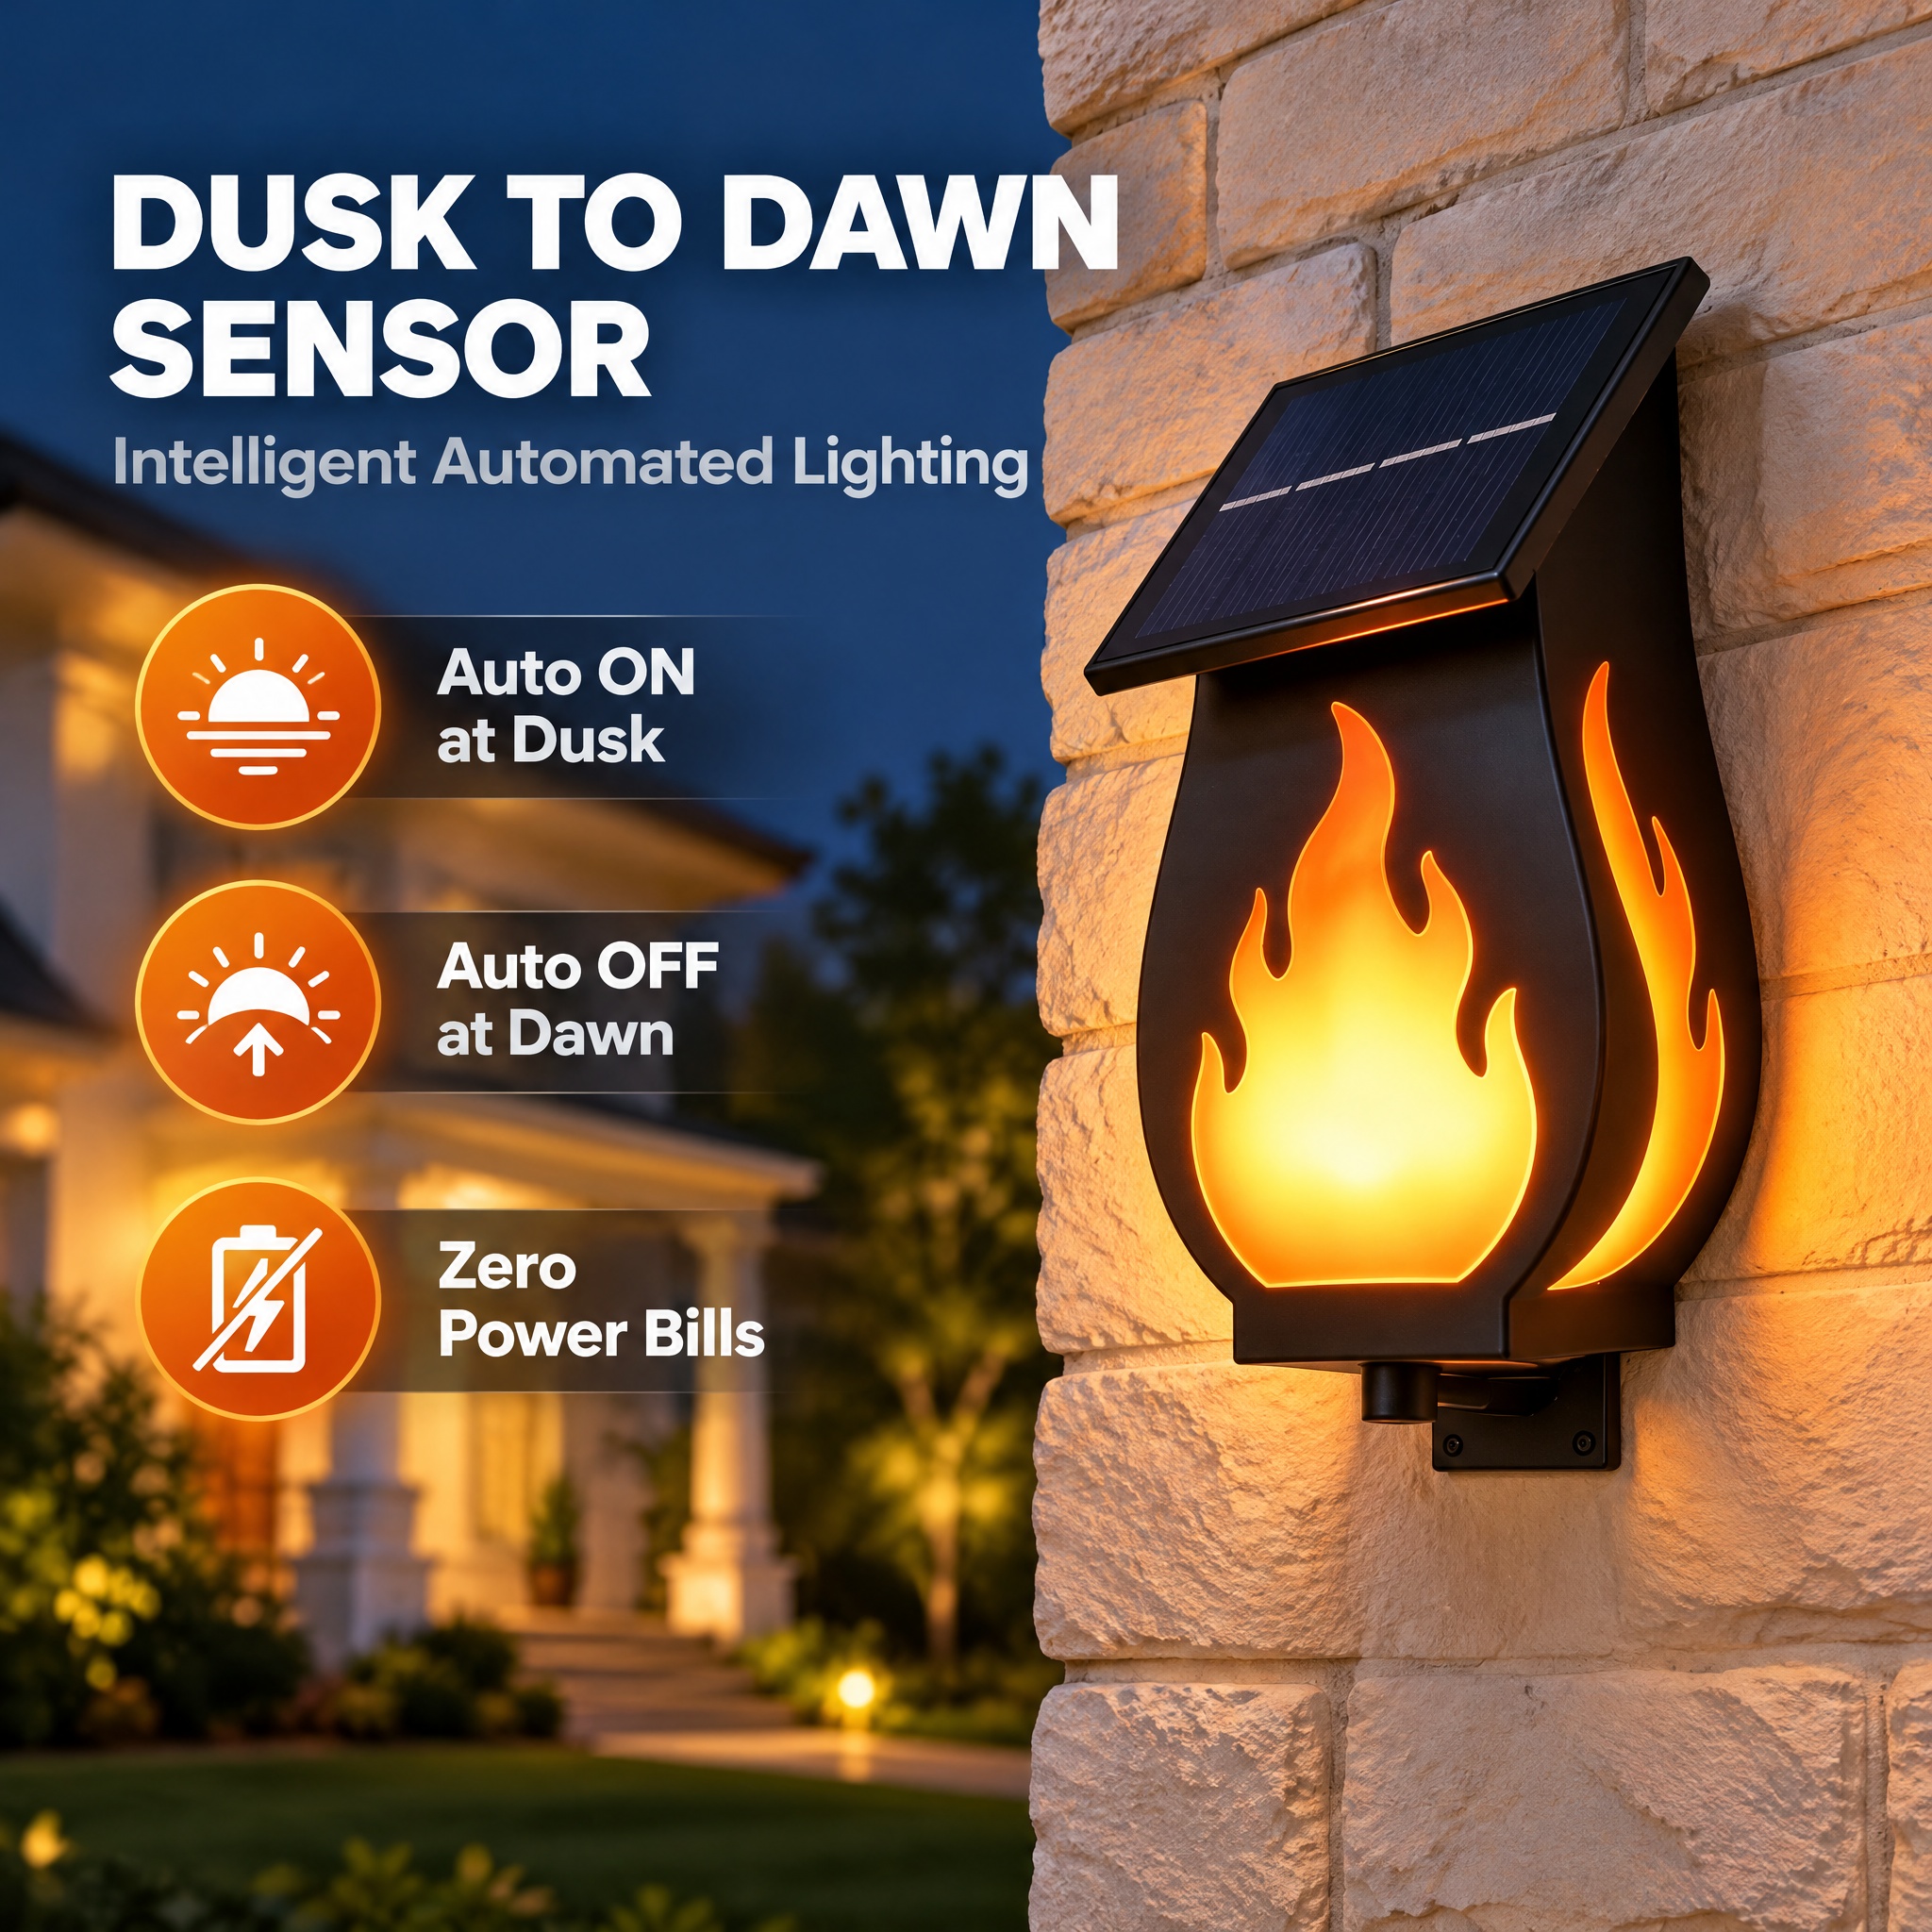 DUSK TO DAWN
SENSOR
Intelligent Automated Lighting
Auto ON
at Dusk
Auto OFF
at Dawn
Zero
Power Bills